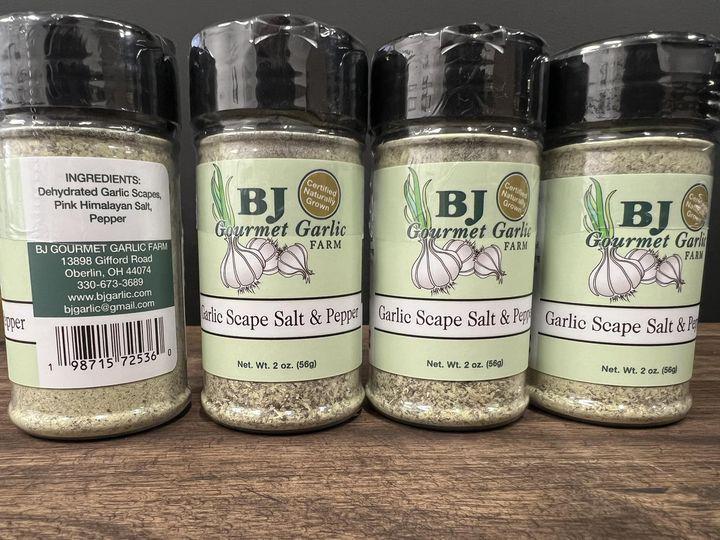 INGREDIENTS:
Dehydrated Garlic Scapes,
Pink Himalayan Salt,
Pepper
BJ GOURMET GARLIC FARM
13898 Gifford Road
Oberlin, OH 44074
330-673-3689
www.bjgarlic.com
bjgarlic@gmail.com
epper
1 98715 72536 0
Certified
Naturally
Grown
BJ
Gourmet Garlic
FARM
Garlic Scape Salt & Pepper
Net. Wt. 2 oz. (56g)
Certified
Naturally
Grown
BJ
Gourmet Garlic
FARM
Garlic Scape Salt & Peppe
Net. Wt. 2 oz. (56g)
BJ
Gourmet Garlic
FARM
Garlic Scape Salt & Pep
Net. Wt. 2 oz. (56g)